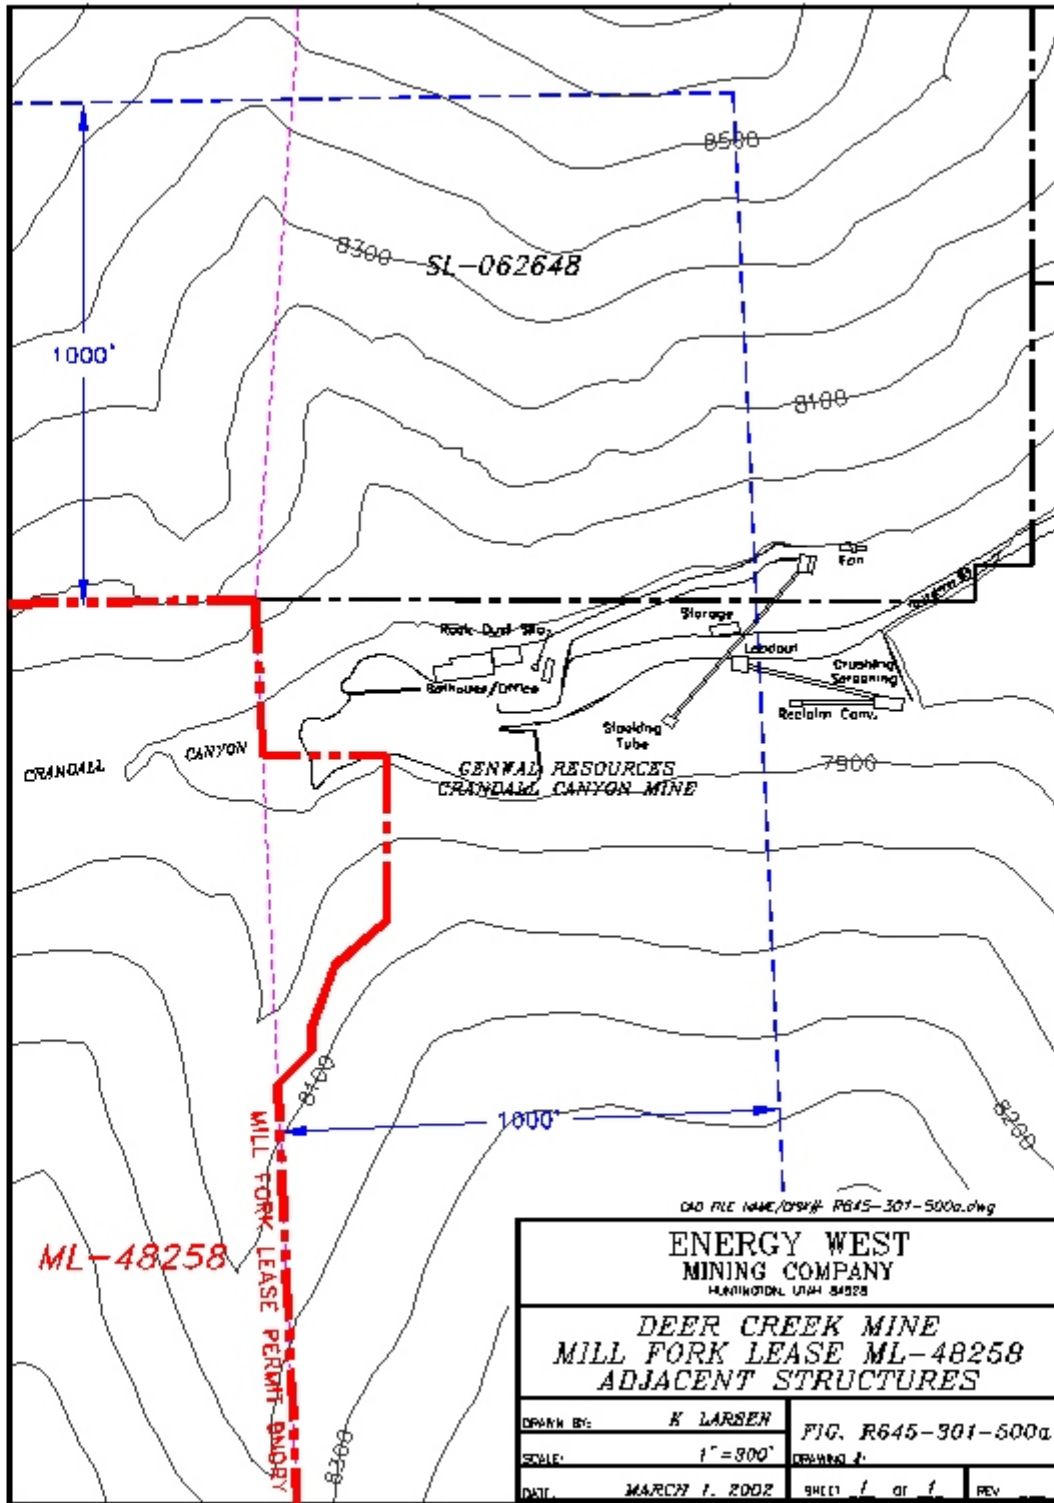 8500
8300
SL-062648
1000'
8100
Fan
Storage
Rock Dust Silo
Loadout
Crushing
Screening
Bathouse/Office
Reclaim Conv.
Stacking
Tube
CRANDALL CANYON
GENWAL RESOURCES
CRANDALL CANYON MINE
7900
8100
1000'
8200
MILL FORK LEASE PERMIT BNDRY
ML-48258
8300
CAD FILE NAME/DISK#: R645-301-500a.dwg
ENERGY WEST
MINING COMPANY
HUNTINGTON, UTAH 84528
DEER CREEK MINE
MILL FORK LEASE ML-48258
ADJACENT STRUCTURES
DRAWN BY: K LARSEN
FIG. R645-301-500a
SCALE: 1"=300'
DRAWING #:
DATE: MARCH 1, 2002
SHEET 1 OF 1 REV.